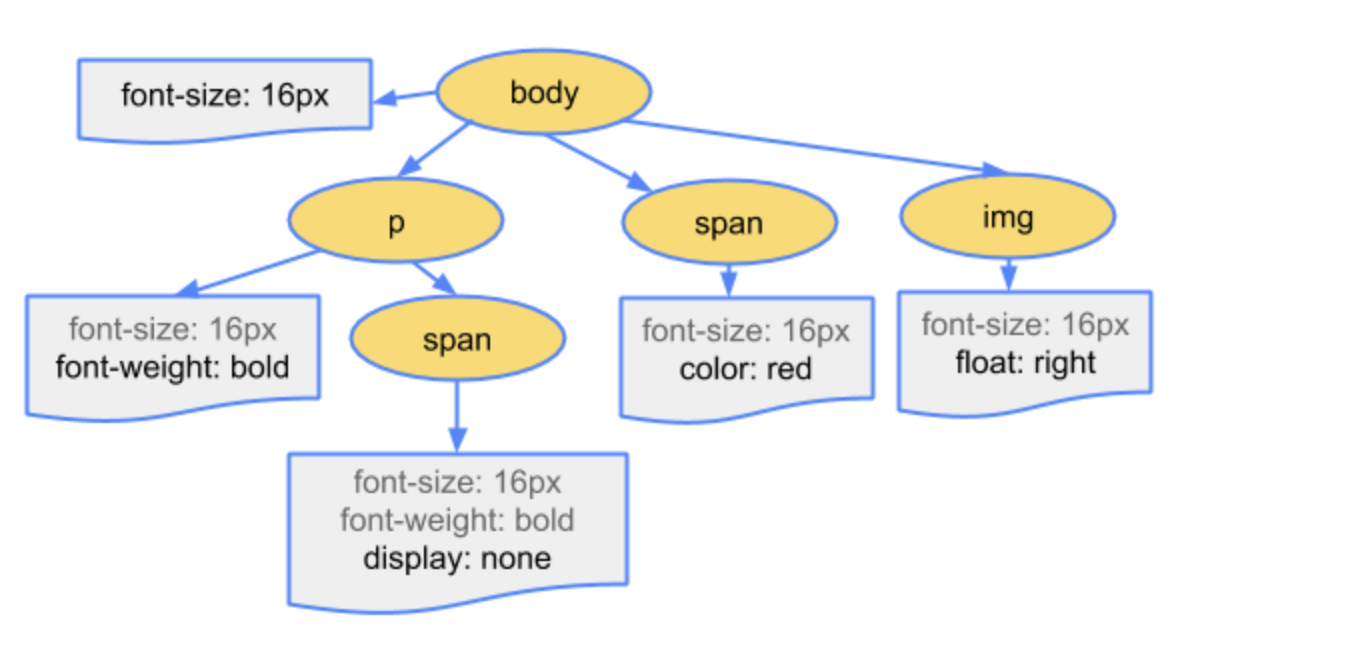 body
font-size: 16px
p
span
img
font-size: 16px
font-weight: bold
span
font-size: 16px
color: red
font-size: 16px
float: right
font-size: 16px
font-weight: bold
display: none